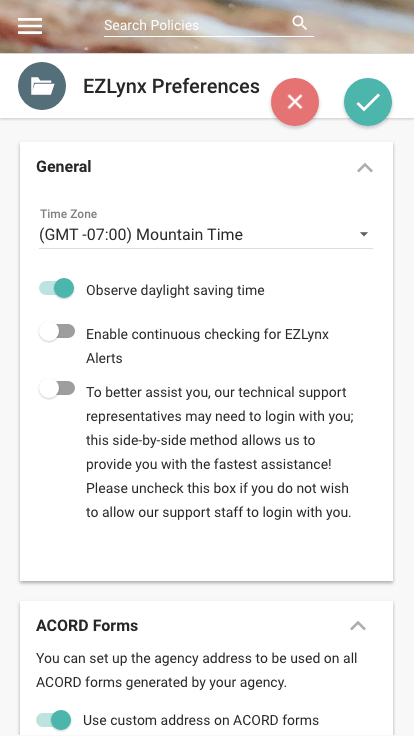 Search Policies
EZLynx Preferences
General
Time Zone
(GMT -07:00) Mountain Time
Observe daylight saving time
Enable continuous checking for EZLynx
Alerts
To better assist you, our technical support
representatives may need to login with you;
this side-by-side method allows us to
provide you with the fastest assistance!
Please uncheck this box if you do not wish
to allow our support staff to login with you.
ACORD Forms
You can set up the agency address to be used on all
ACORD forms generated by your agency.
Use custom address on ACORD forms